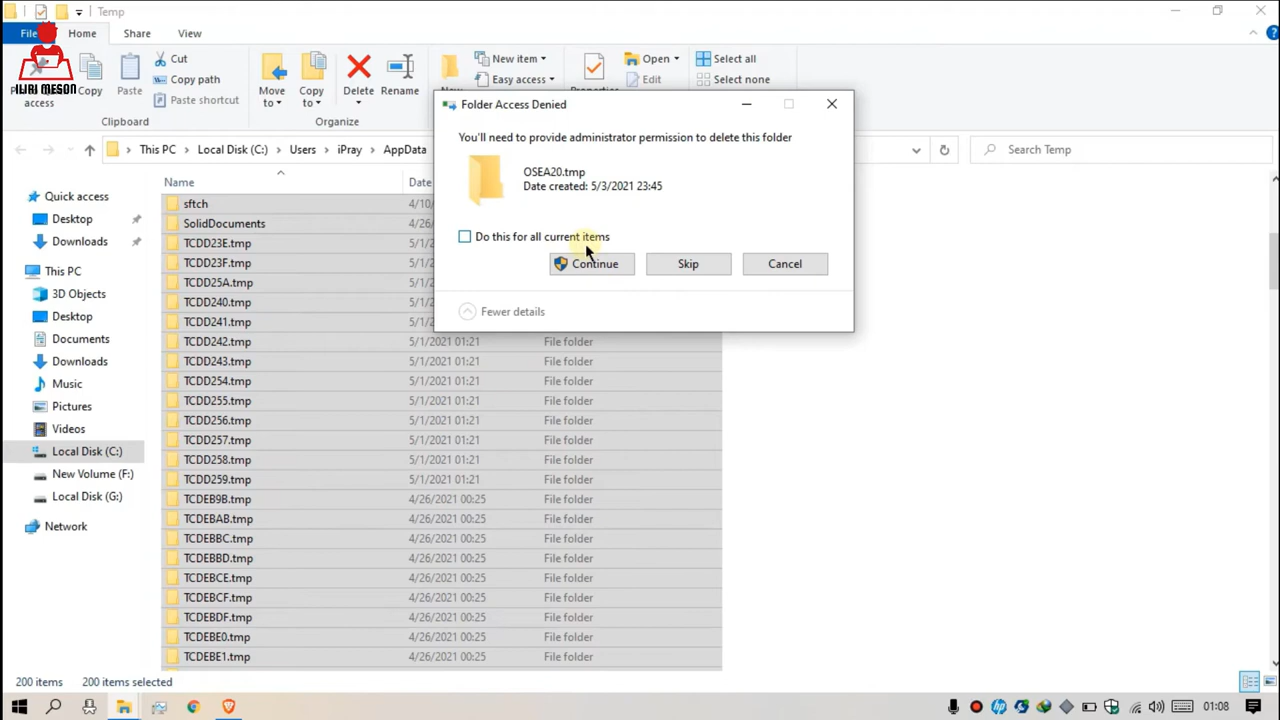 Temp
File
Home
Share
View
Cut
Copy path
Paste shortcut
access
Copy
Paste
Clipboard
Move to
Copy to
Delete
Rename
Organize
New item
Easy access
New
Properties
Open
Edit
Select all
Select none
ILIRI MESON
This PC
Local Disk (C:)
Users
iPray
AppData
Search Temp
Folder Access Denied
You'll need to provide administrator permission to delete this folder
OSEA20.tmp
Date created: 5/3/2021 23:45
Do this for all current items
Continue
Skip
Cancel
Fewer details
Quick access
Desktop
Downloads
This PC
3D Objects
Desktop
Documents
Downloads
Music
Pictures
Videos
Local Disk (C:)
New Volume (F:)
Local Disk (G:)
Network
Name
Date
sftch 4/10
SolidDocuments 4/26
TCDD23E.tmp 5/1/
TCDD23F.tmp 5/1/
TCDD25A.tmp 5/1/
TCDD240.tmp 5/1/
TCDD241.tmp 5/1/
TCDD242.tmp 5/1/2021 01:21 File folder
TCDD243.tmp 5/1/2021 01:21 File folder
TCDD254.tmp 5/1/2021 01:21 File folder
TCDD255.tmp 5/1/2021 01:21 File folder
TCDD256.tmp 5/1/2021 01:21 File folder
TCDD257.tmp 5/1/2021 01:21 File folder
TCDD258.tmp 5/1/2021 01:21 File folder
TCDD259.tmp 5/1/2021 01:21 File folder
TCDEB9B.tmp 4/26/2021 00:25 File folder
TCDEBAB.tmp 4/26/2021 00:25 File folder
TCDEBBC.tmp 4/26/2021 00:25 File folder
TCDEBBD.tmp 4/26/2021 00:25 File folder
TCDEBCE.tmp 4/26/2021 00:25 File folder
TCDEBCF.tmp 4/26/2021 00:25 File folder
TCDEBDF.tmp 4/26/2021 00:25 File folder
TCDEBE0.tmp 4/26/2021 00:25 File folder
TCDEBE1.tmp 4/26/2021 00:25 File folder
200 items
200 items selected
01:08